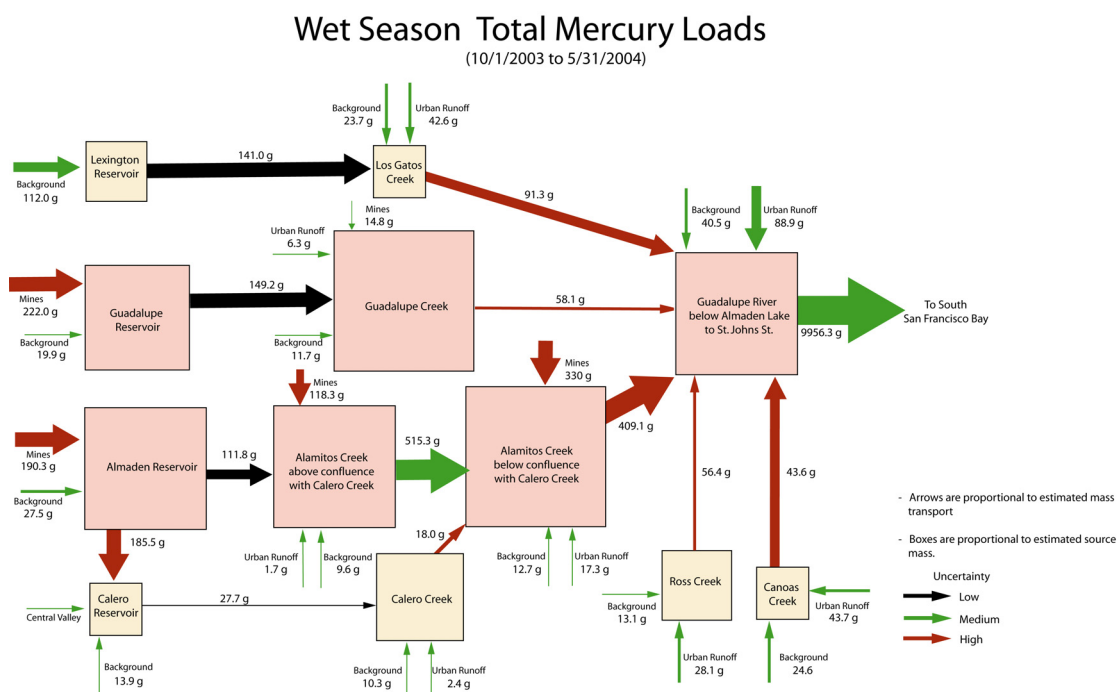 Wet Season Total Mercury Loads
(10/1/2003 to 5/31/2004)
Background
23.7 g
Urban Runoff
42.6 g
Lexington
Reservoir
141.0 g
Los Gatos
Creek
Background
112.0 g
91.3 g
Mines
14.8 g
Background
40.5 g
Urban Runoff
88.9 g
Urban Runoff
6.3 g
Mines
222.0 g
Guadalupe
Reservoir
149.2 g
Guadalupe Creek
58.1 g
Guadalupe River
below Almaden Lake
to St. Johns St.
9956.3 g
To South
San Francisco Bay
Background
19.9 g
Background
11.7 g
Mines
118.3 g
Mines
330 g
409.1 g
Mines
190.3 g
Almaden Reservoir
111.8 g
Alamitos Creek
above confluence
with Calero Creek
515.3 g
Alamitos Creek
below confluence
with Calero Creek
56.4 g
43.6 g
Background
27.5 g
185.5 g
18.0 g
Urban Runoff
1.7 g
Background
9.6 g
Background
12.7 g
Urban Runoff
17.3 g
Central Valley
Calero
Reservoir
27.7 g
Calero Creek
Ross Creek
Background
13.1 g
Canoas
Creek
Urban Runoff
43.7 g
Background
13.9 g
Background
10.3 g
Urban Runoff
2.4 g
Urban Runoff
28.1 g
Background
24.6
- Arrows are proportional to estimated mass
transport
- Boxes are proportional to estimated source
mass.
Uncertainty
Low
Medium
High